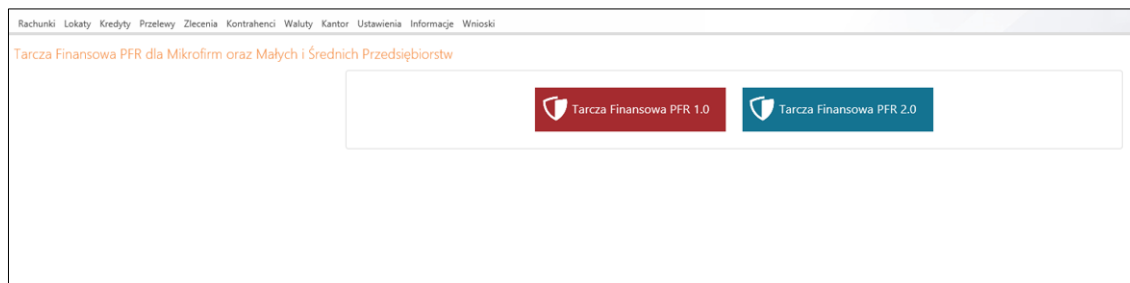 Rachunki Lokaty Kredyty Przelewy Zlecenia Kontrahenci Waluty Kantor Ustawienia Informacje Wnioski
Tarcza Finansowa PFR dla Mikrofirm oraz Małych i Średnich Przedsiębiorstw
Tarcza Finansowa PFR 1.0 Tarcza Finansowa PFR 2.0